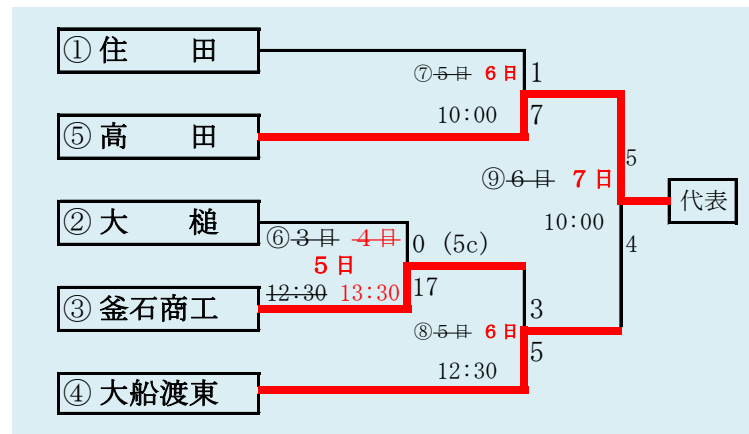 ① 住 田
⑦5日 6日 1
10:00 7
⑤ 高 田
5
⑨6日 7日
代表
② 大 槌
10:00
⑥3日 4日 0 (5c)
4
5日
12:30 13:30 17
③ 釜石商工
3
⑧5日 6日
5
12:30
④ 大船渡東